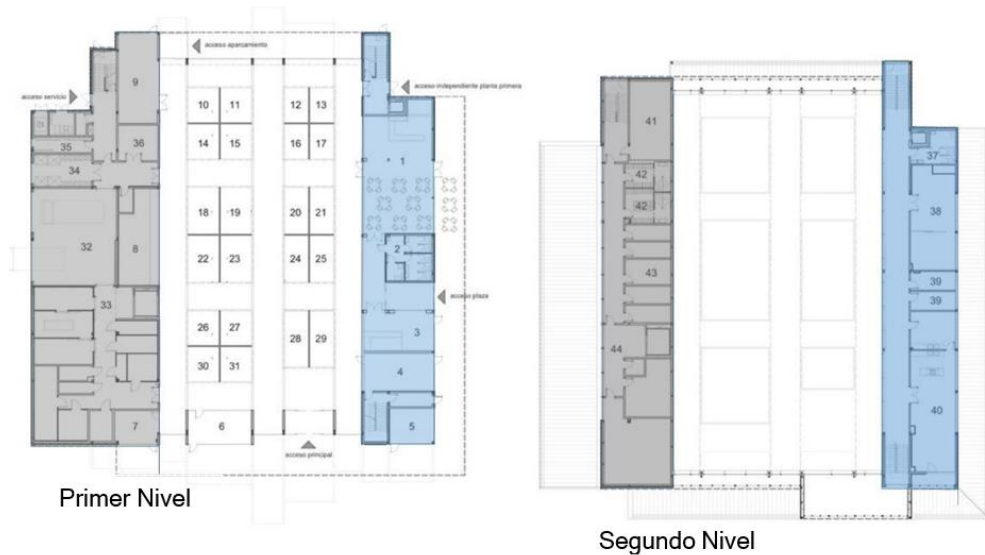 acceso aparcamiento
9
acceso servicio
acceso independiente planta primera
10 11 12 13
35 36 14 15 16 17 1
34
18 19 20 21
32 8 22 23 24 25 2
acceso plaza
33 26 27 28 29 3
30 31 4
7 6 5
acceso principal
Primer Nivel
41
37
42
42 38
43 39
39
44
40
Segundo Nivel